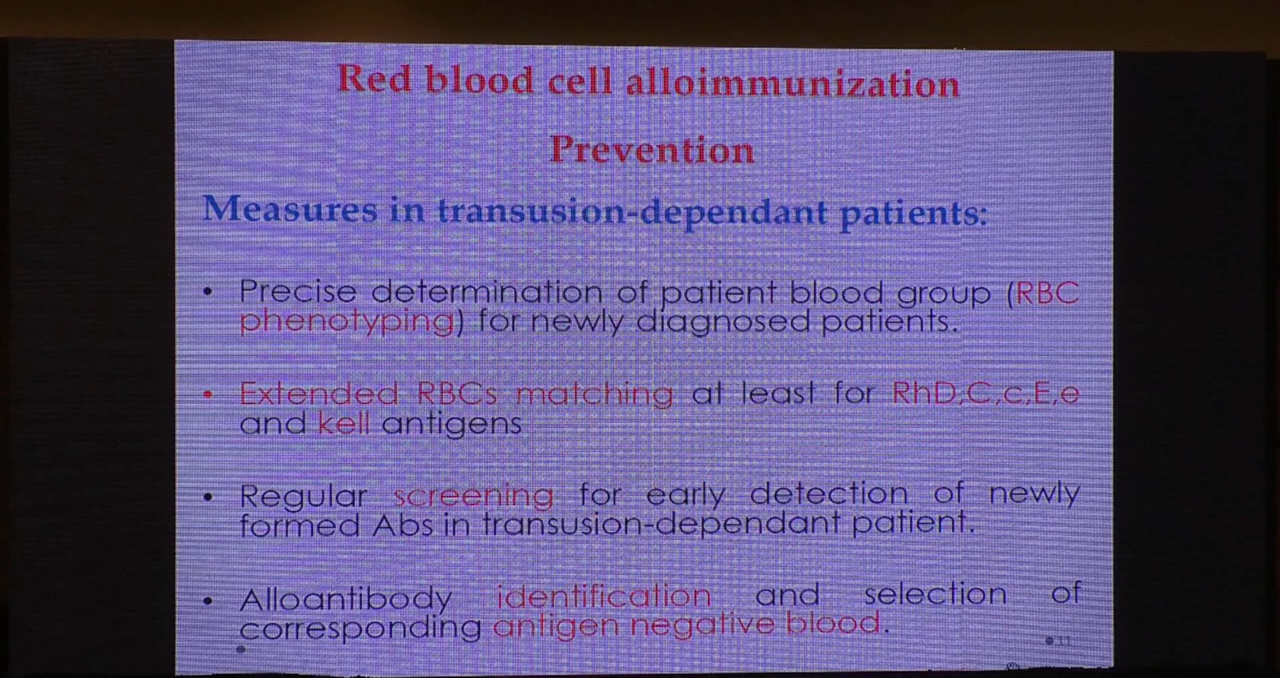 Red blood cell alloimmunization
Prevention
Measures in transusion-dependant patients:
• Precise determination of patient blood group (RBC
phenotyping) for newly diagnosed patients.
• Extended RBCs matching at least for RhD,C,c,E,e
and kell antigens
• Regular screening for early detection of newly
formed Abs in transusion-dependant patient.
• Alloantibody identification and selection of
corresponding antigen negative blood.
• 11